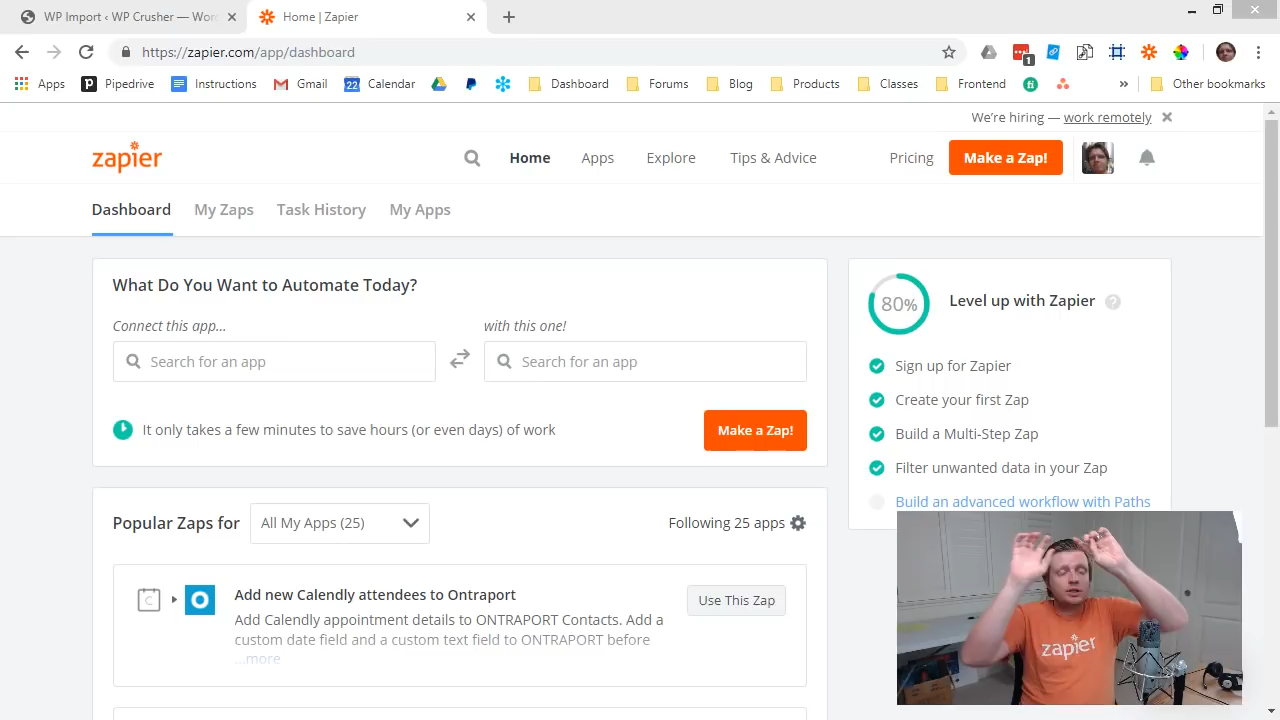 WP Import ‹ WP Crusher — Wor
Home | Zapier
https://zapier.com/app/dashboard
1
Apps
Pipedrive
Instructions
Gmail
22
Calendar
Dashboard
Forums
Blog
Products
Classes
Frontend
Other bookmarks
We're hiring — work remotely
zapier
Home
Apps
Explore
Tips & Advice
Pricing
Make a Zap!
Dashboard
My Zaps
Task History
My Apps
What Do You Want to Automate Today?
Connect this app...
with this one!
Search for an app
Search for an app
It only takes a few minutes to save hours (or even days) of work
Make a Zap!
80%
Level up with Zapier
Sign up for Zapier
Create your first Zap
Build a Multi-Step Zap
Filter unwanted data in your Zap
Build an advanced workflow with Paths
Popular Zaps for
All My Apps (25)
Following 25 apps
Add new Calendly attendees to Ontraport
Add Calendly appointment details to ONTRAPORT Contacts. Add a
custom date field and a custom text field to ONTRAPORT before
...more
Use This Zap
zapier